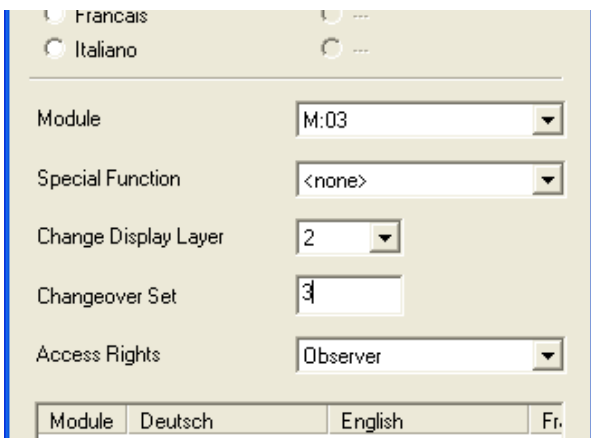 Francais ---
Italiano ---
Module M:03
Special Function <none>
Change Display Layer 2
Changeover Set 3
Access Rights Observer
Module Deutsch English Fr